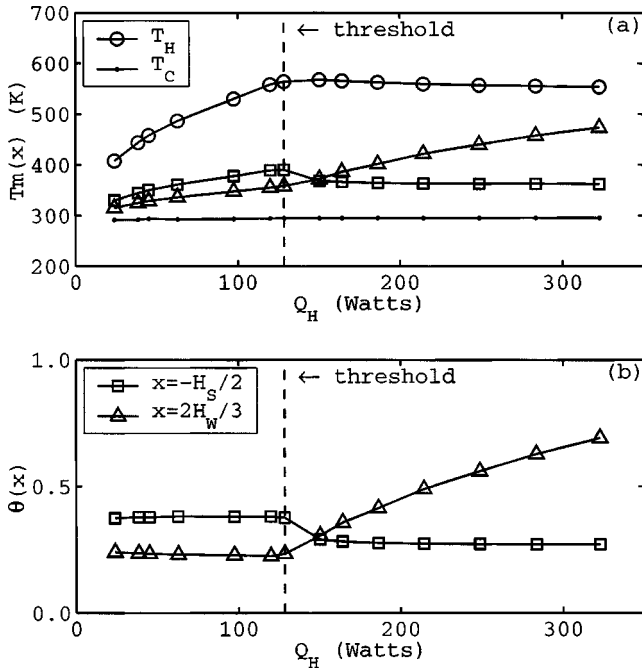 700
600
500
400
300
200
Tm(x) (K)
T_H
T_C
← threshold
(a)
0
100
200
300
Q_H (Watts)
1.0
0.5
0.0
θ(x)
x=-H_S/2
x=2H_W/3
← threshold
(b)
0
100
200
300
Q_H (Watts)